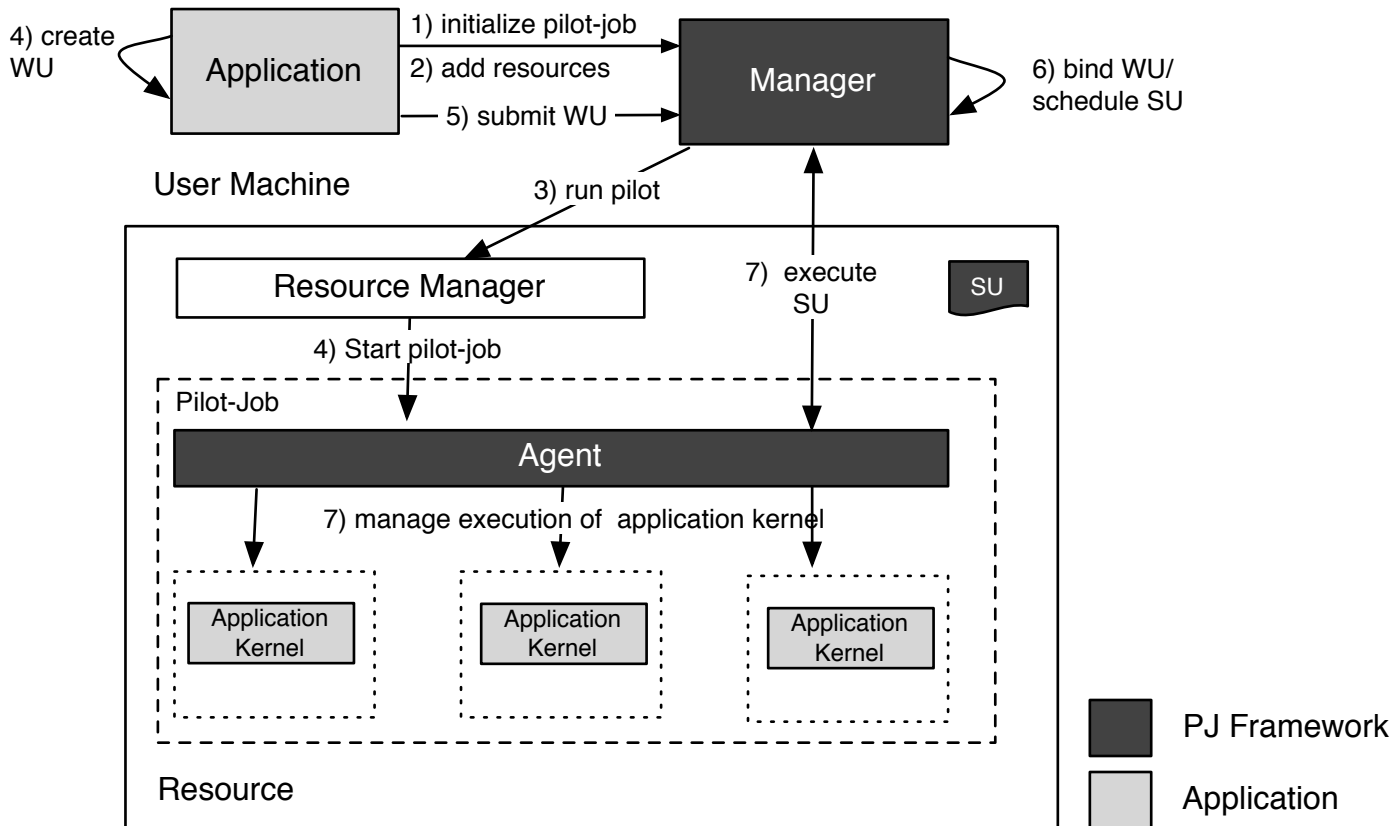 4) create
WU
Application
1) initialize pilot-job
2) add resources
5) submit WU
Manager
6) bind WU/
schedule SU
User Machine
3) run pilot
Resource Manager
7) execute
SU
SU
4) Start pilot-job
Pilot-Job
Agent
7) manage execution of application kernel
Application
Kernel
Application
Kernel
Application
Kernel
Resource
PJ Framework
Application